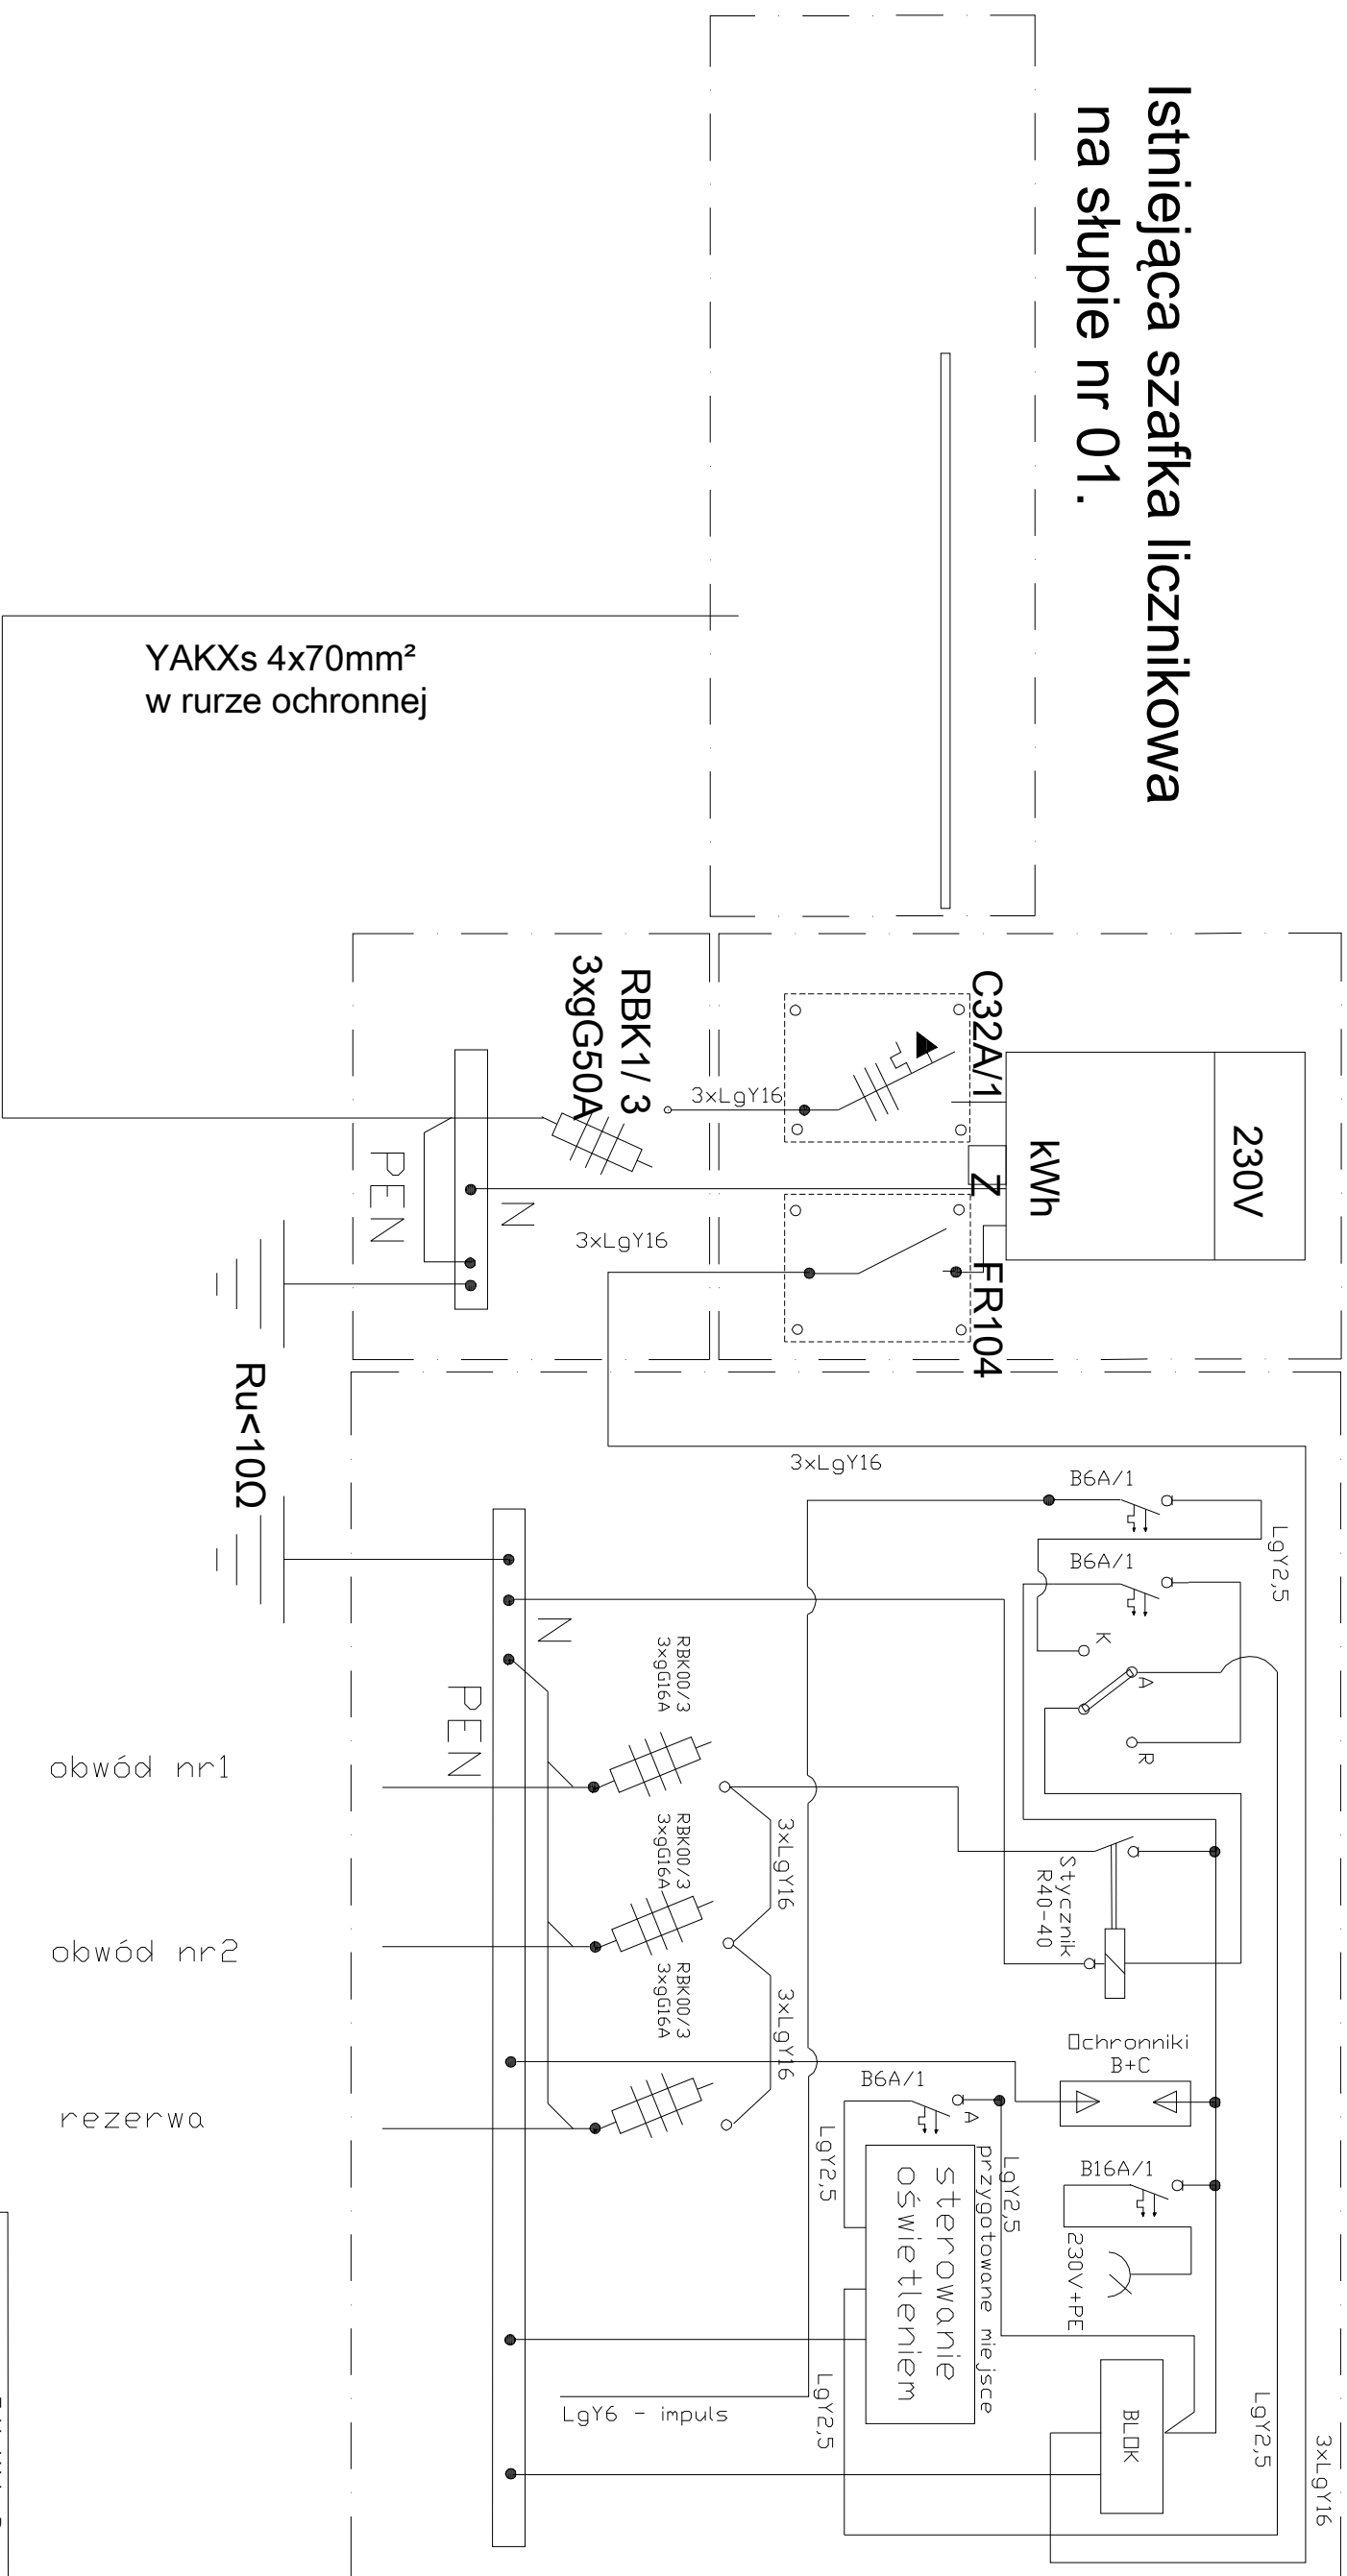 Istniejąca szafka licznikowa
na słupie nr 01.
YAKXs 4x70mm²
w rurze ochronnej
230V
kWh
C32A/1
Z
FR104
RBK1/ 3
3xgG50A
3xLgY16
3xLgY16
N
PEN
Ru<10Ω
3xLgY16
B6A/1
LgY2,5
B6A/1
K
A
R
N
PEN
RBK00/3
3xgG16A
RBK00/3
3xgG16A
RBK00/3
3xgG16A
3xLgY16
3xLgY16
Stycznik
R40-40
Ochronniki
B+C
B6A/1
A
LgY2,5
LgY2,5
przygotowane miejsce
sterowanie
oświetleniem
B16A/1
230V+PE
BLOK
LgY2,5
LgY2,5
3xLgY16
LgY6 - impuls
obwód nr1
obwód nr2
rezerwa